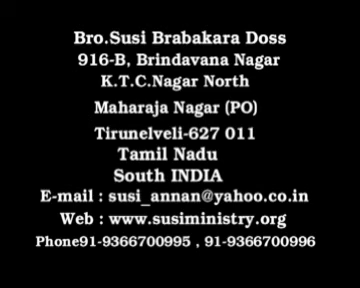 Bro.Susi Brabakara Doss
916-B, Brindavana Nagar
K.T.C.Nagar North
Maharaja Nagar (PO)
Tirunelveli-627 011
Tamil Nadu
South INDIA
E-mail : susi_annan@yahoo.co.in
Web : www.susiministry.org
Phone91-9366700995 , 91-9366700996